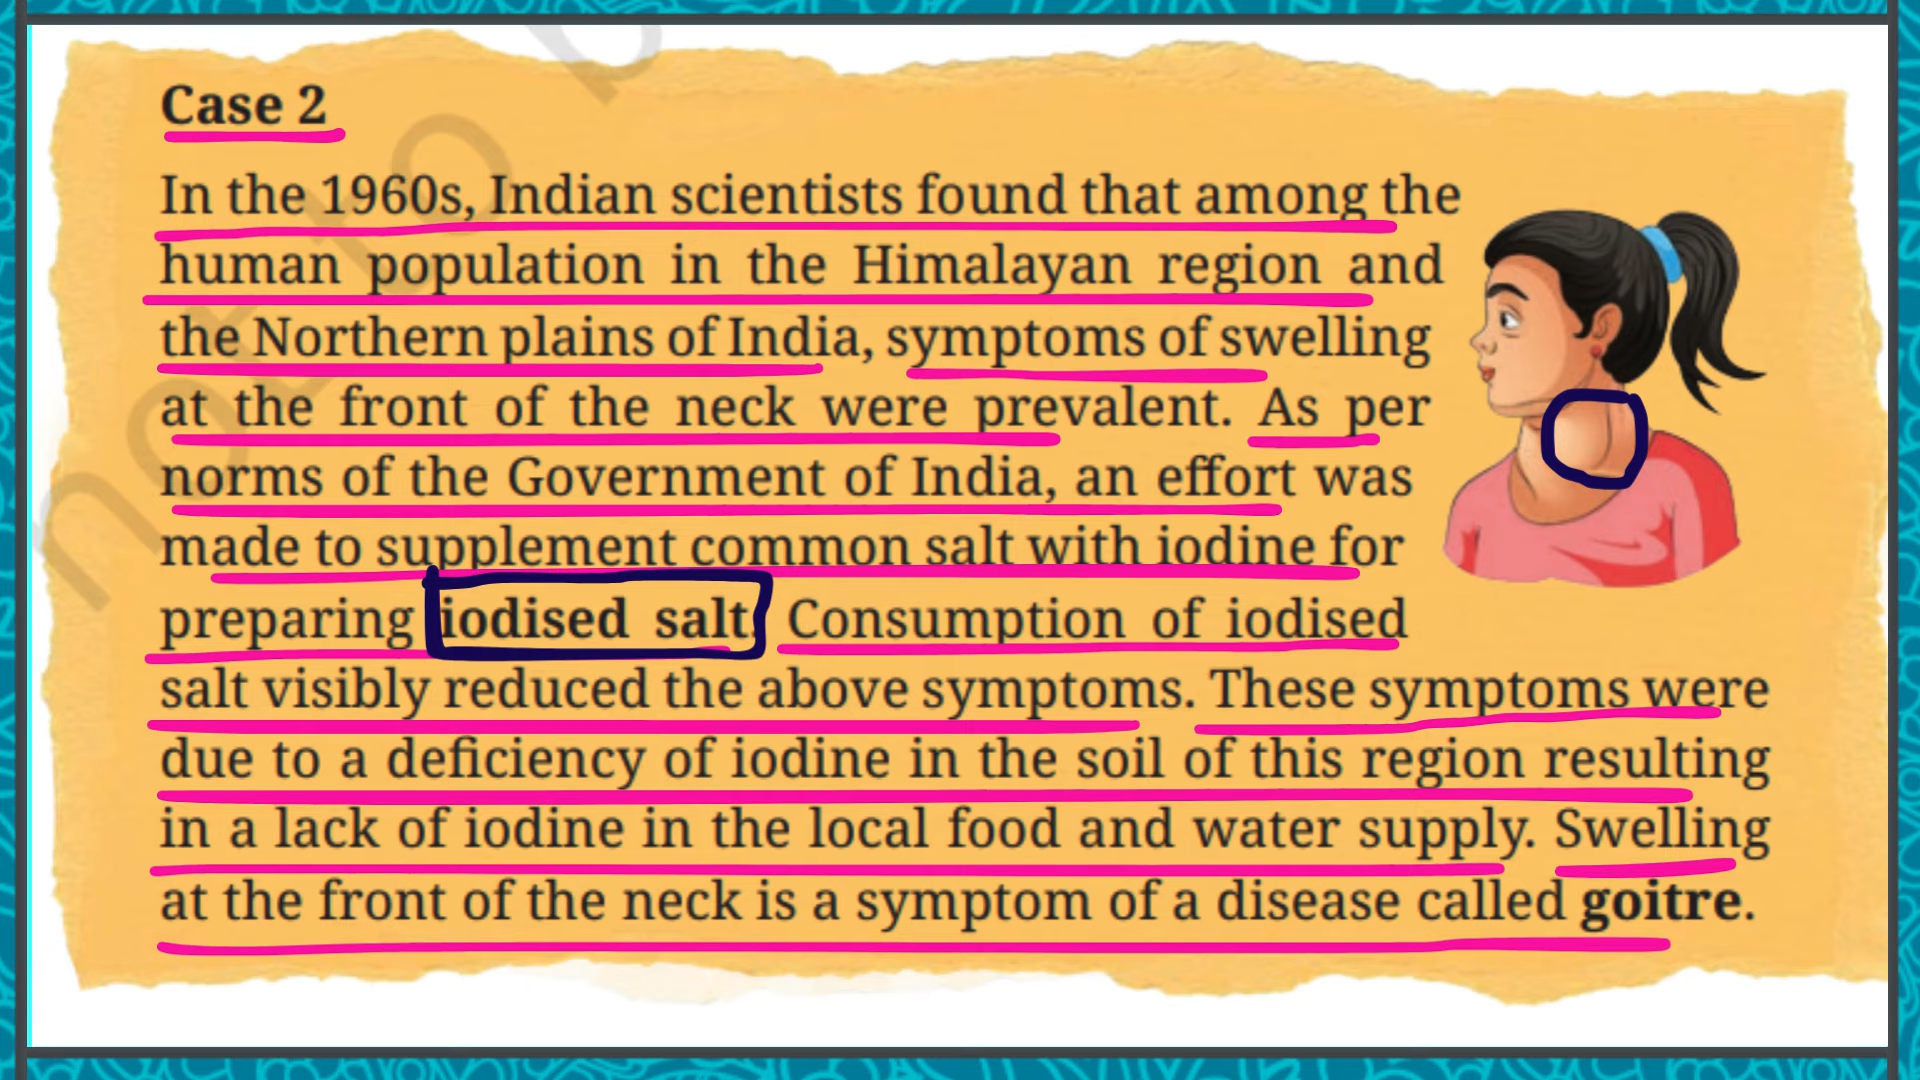 Case 2
In the 1960s, Indian scientists found that among the
human population in the Himalayan region and
the Northern plains of India, symptoms of swelling
at the front of the neck were prevalent. As per
norms of the Government of India, an effort was
made to supplement common salt with iodine for
preparing iodised salt. Consumption of iodised
salt visibly reduced the above symptoms. These symptoms were
due to a deficiency of iodine in the soil of this region resulting
in a lack of iodine in the local food and water supply. Swelling
at the front of the neck is a symptom of a disease called goitre.